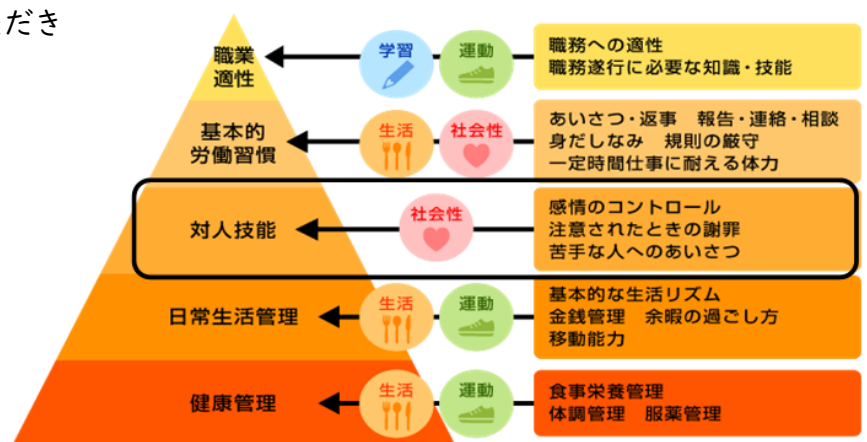 だき
職業
適性
学習
運動
職務への適性
職務遂行に必要な知識・技能
基本的
労働習慣
生活
社会性
あいさつ・返事 報告・連絡・相談
身だしなみ 規則の厳守
一定時間仕事に耐える体力
対人技能
社会性
感情のコントロール
注意されたときの謝罪
苦手な人へのあいさつ
日常生活管理
生活
運動
基本的な生活リズム
金銭管理 余暇の過ごし方
移動能力
健康管理
生活
運動
食事栄養管理
体調管理 服薬管理